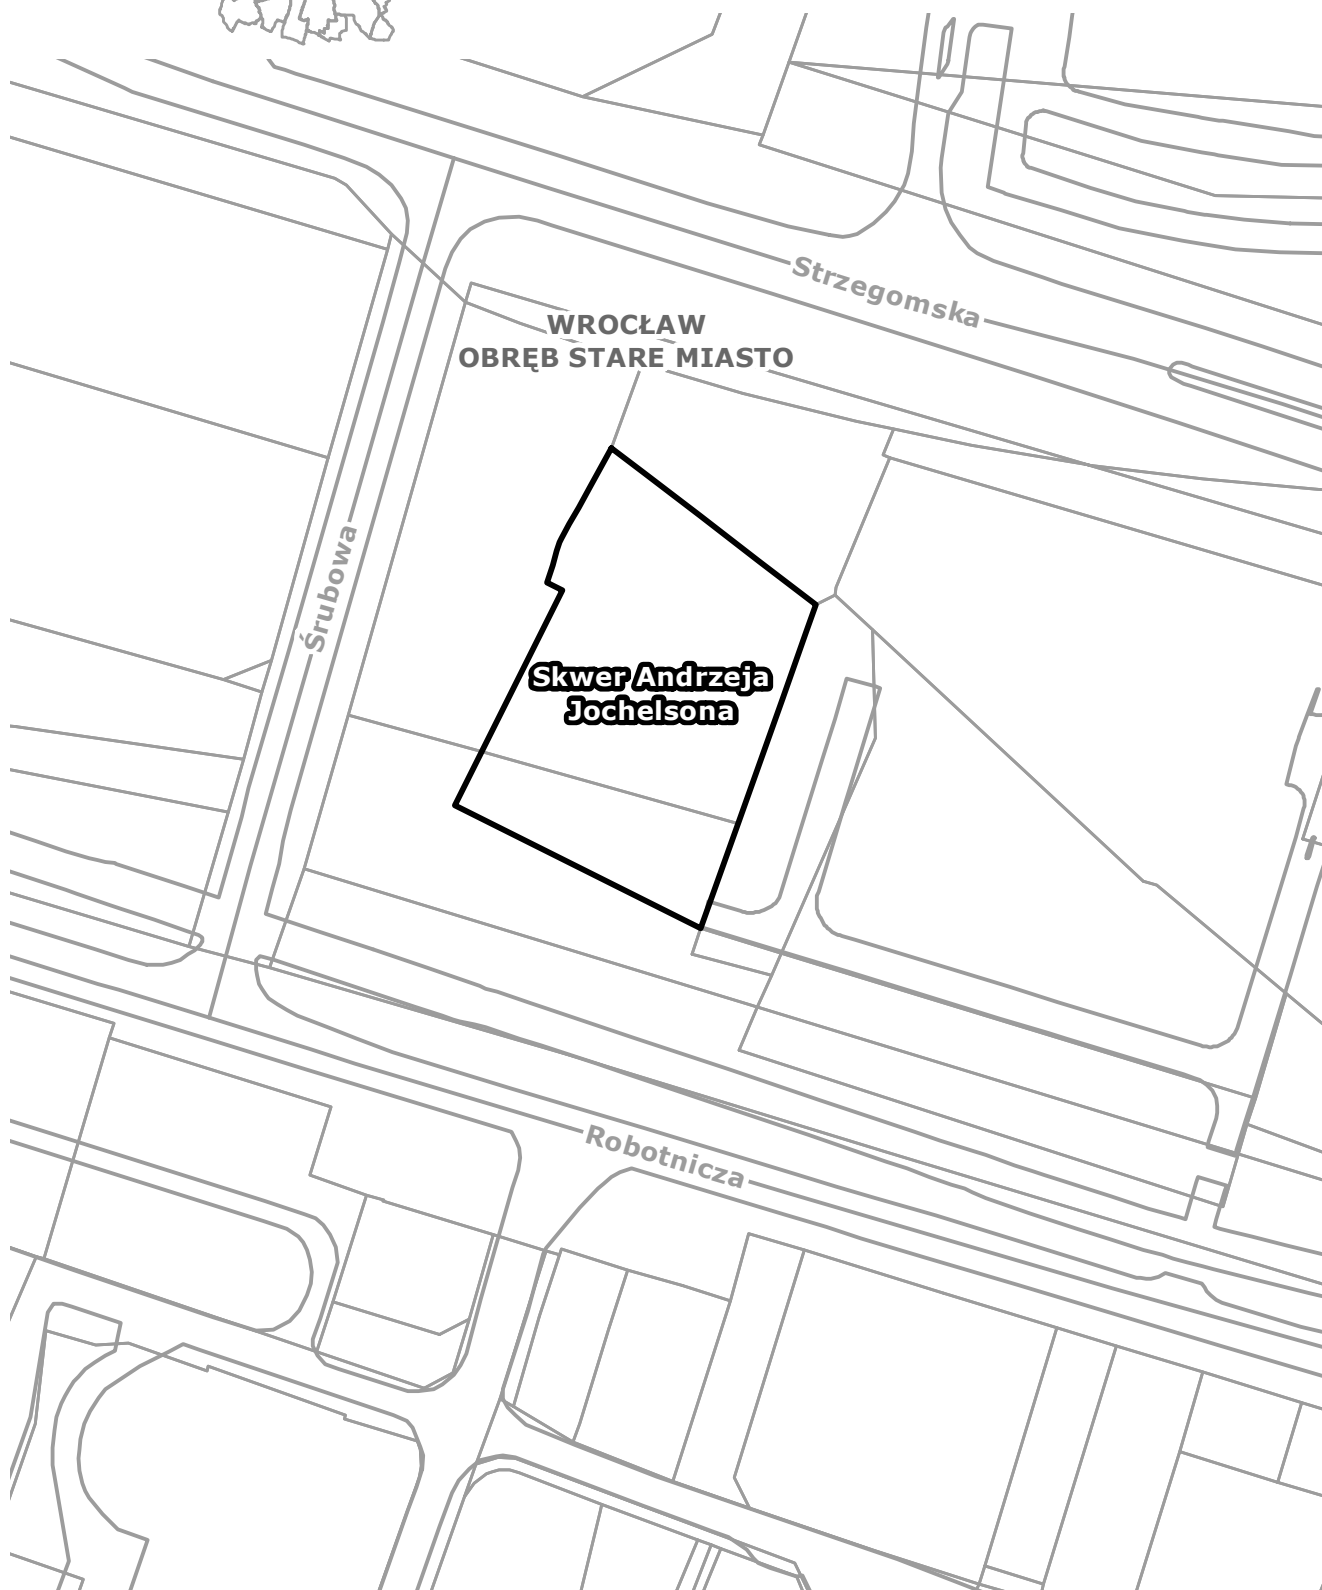 Strzegomska
WROCŁAW
OBRĘB STARE MIASTO
Śrubowa
Skwer Andrzeja
Jochelsona
Robotnicza